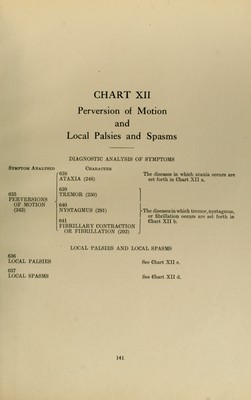 CHART XII
Perversion of Motion
and
Local Palsies and Spasms
DIAGNOSTIC ANALYSIS OF SYMPTOMS
SYMPTOM ANALYZED
CHARACTERS
635
PERVERSIONS
OF MOTION
(243)
638
ATAXIA (246)
The diseases in which ataxia occurs are
set forth in Chart XII a.
639
TREMOR (250)
640
NYSTAGMUS (291)
641
FIBRILLARY CONTRACTION
OR FIBRILLATION (292)
The diseases in which tremor, nystagmus,
or fibrillation occurs are set forth in
Chart XII b.
LOCAL PALSIES AND LOCAL SPASMS
636
LOCAL PALSIES
See Chart XII c.
637
LOCAL SPASMS
See Chart XII d.
141